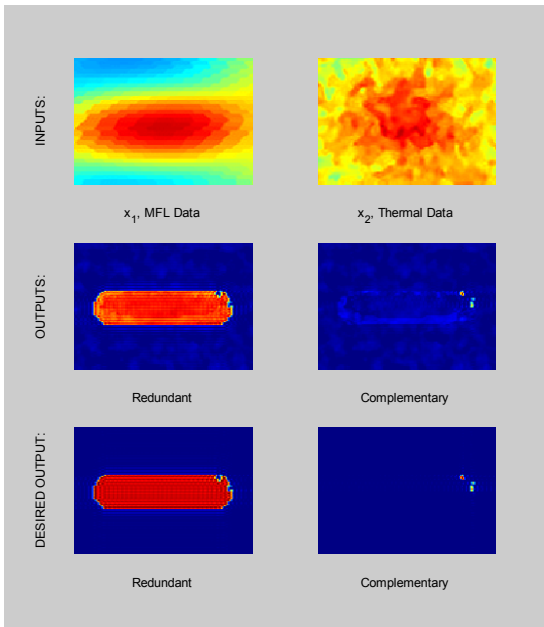 INPUTS:
x1, MFL Data
x2, Thermal Data
OUTPUTS:
Redundant
Complementary
DESIRED OUTPUT:
Redundant
Complementary